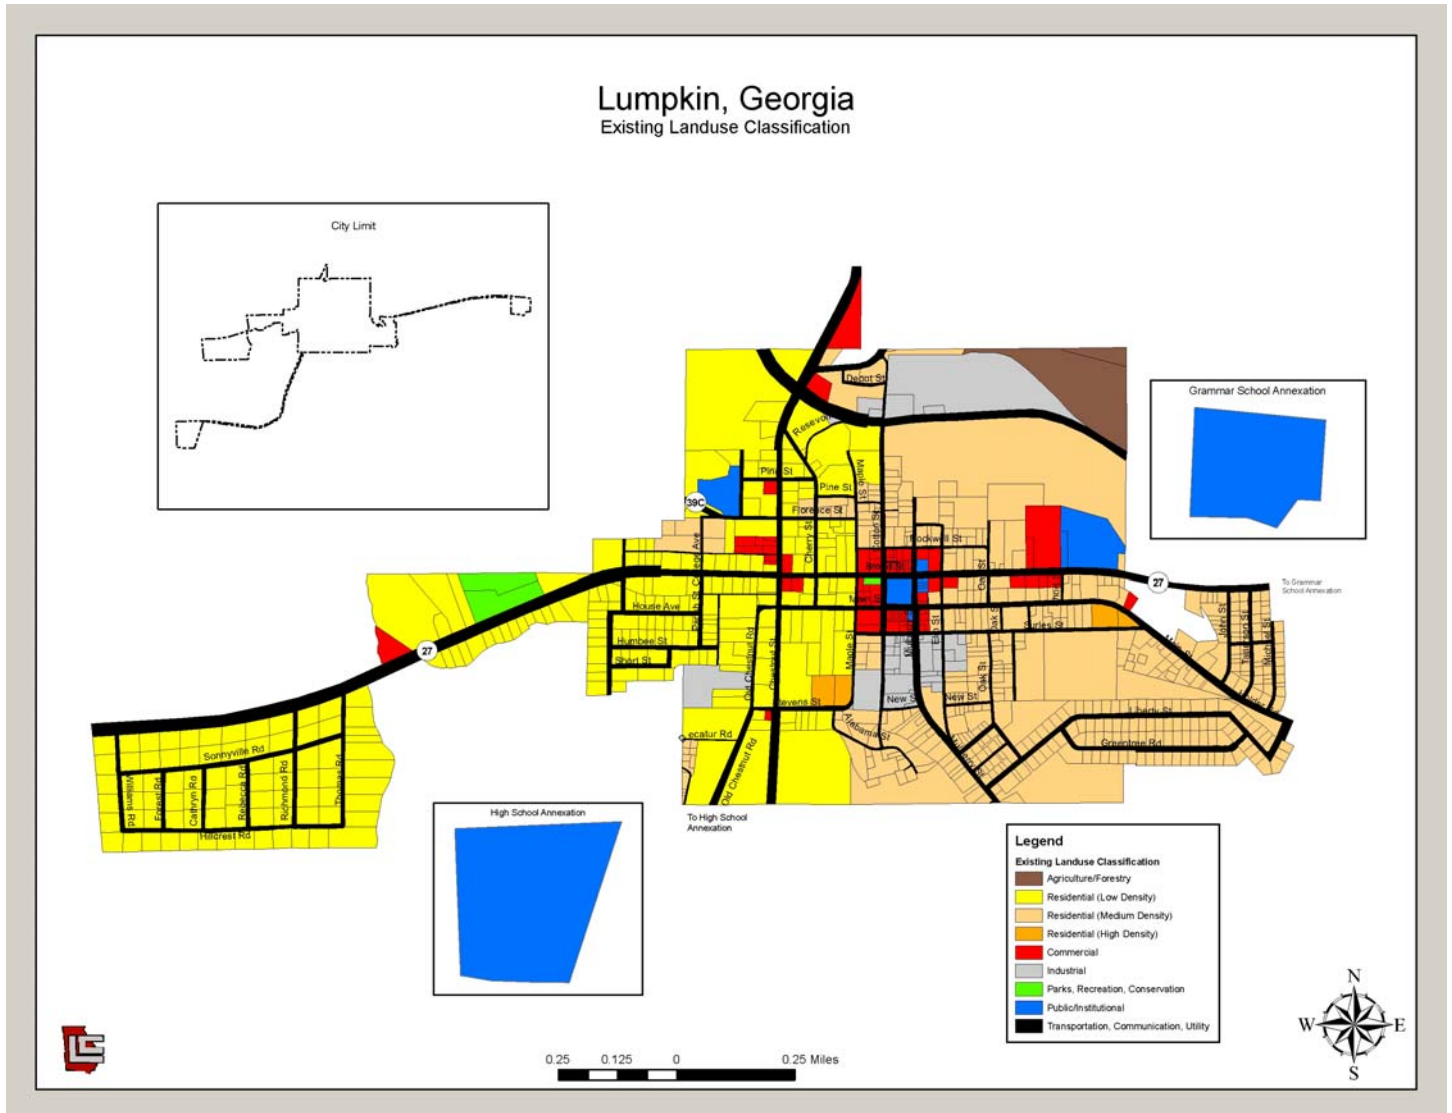 Lumpkin, Georgia
Existing Landuse Classification
City Limit
Grammar School Annexation
Depot St
Pine St
Pine St
Maple St
39C
Florence St
Cotton St
Rockwell St
Cherry St
College Ave
27
To Grammar
School Annexation
House Ave
Humbee St
Short St
Old Chestnut Rd
Chestnut St
Maple St
Surles St
Oak St
Oak St
John St
27
New St
New St
Stevens St
Alabama St
Liberty St
Greentree Rd
Old Chestnut Rd
Sonnyville Rd
Williams Rd
Forest Rd
Cathryn Rd
Rebecca Rd
Richmond Rd
Thomas Rd
Hillcrest Rd
High School Annexation
To High School
Annexation
Legend
Existing Landuse Classification
Agriculture/Forestry
Residential (Low Density)
Residential (Medium Density)
Residential (High Density)
Commercial
Industrial
Parks, Recreation, Conservation
Public/Institutional
Transportation, Communication, Utility
N
W
E
S
0.25 0.125 0 0.25 Miles